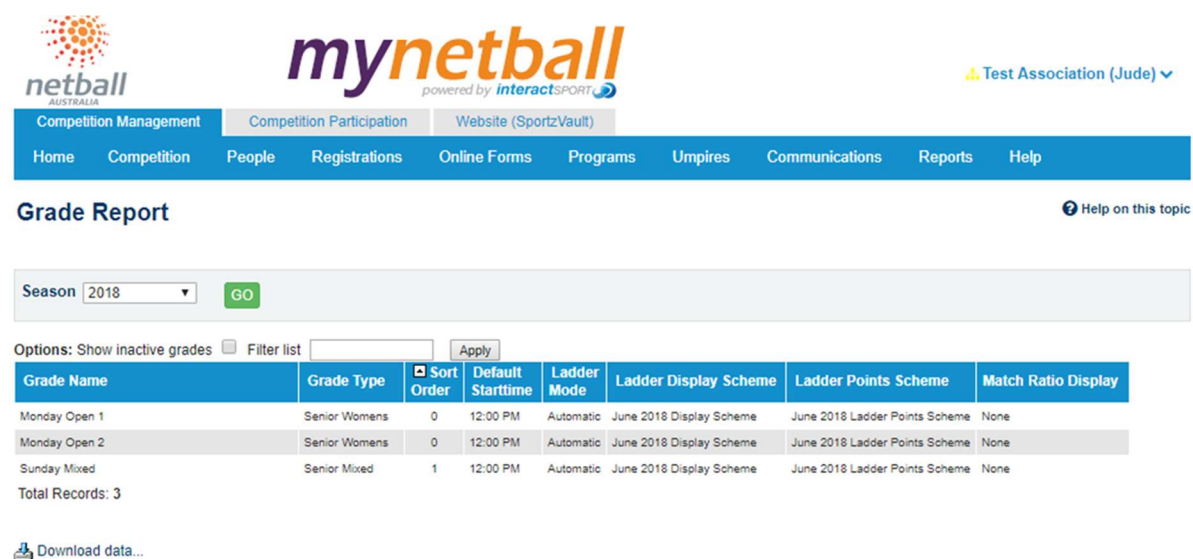 netball
AUSTRALIA
mynetball
powered by interactSPORT
Test Association (Jude)
Competition Management Competition Participation Website (SportzVault)
Home Competition People Registrations Online Forms Programs Umpires Communications Reports Help
Grade Report
Help on this topic
Season 2018 GO
Options: Show inactive grades Filter list Apply
Grade Name Grade Type Sort Order Default Starttime Ladder Mode Ladder Display Scheme Ladder Points Scheme Match Ratio Display
Monday Open 1 Senior Womens 0 12:00 PM Automatic June 2018 Display Scheme June 2018 Ladder Points Scheme None
Monday Open 2 Senior Womens 0 12:00 PM Automatic June 2018 Display Scheme June 2018 Ladder Points Scheme None
Sunday Mixed Senior Mixed 1 12:00 PM Automatic June 2018 Display Scheme June 2018 Ladder Points Scheme None
Total Records: 3
Download data...